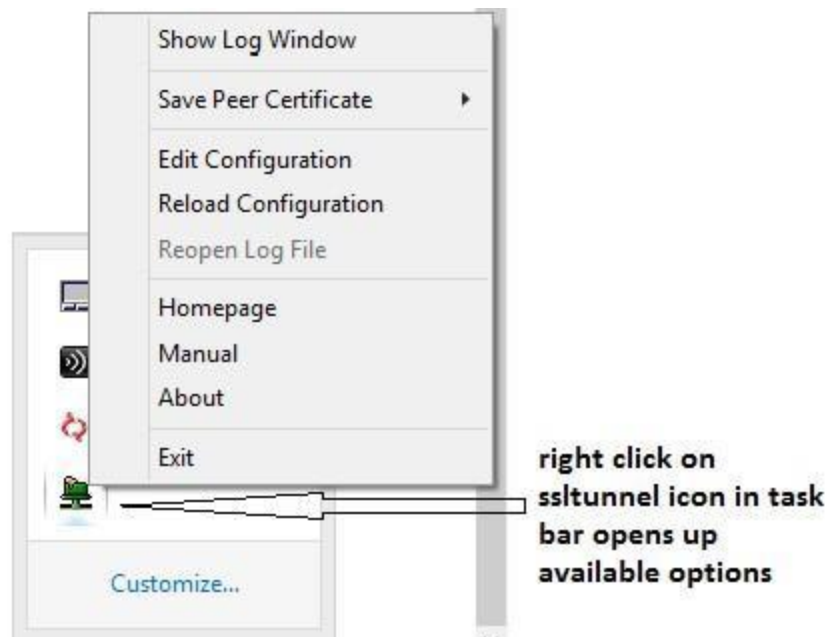 Show Log Window
Save Peer Certificate
Edit Configuration
Reload Configuration
Reopen Log File
Homepage
Manual
About
Exit
Customize...
right click on
ssltunnel icon in task
bar opens up
available options